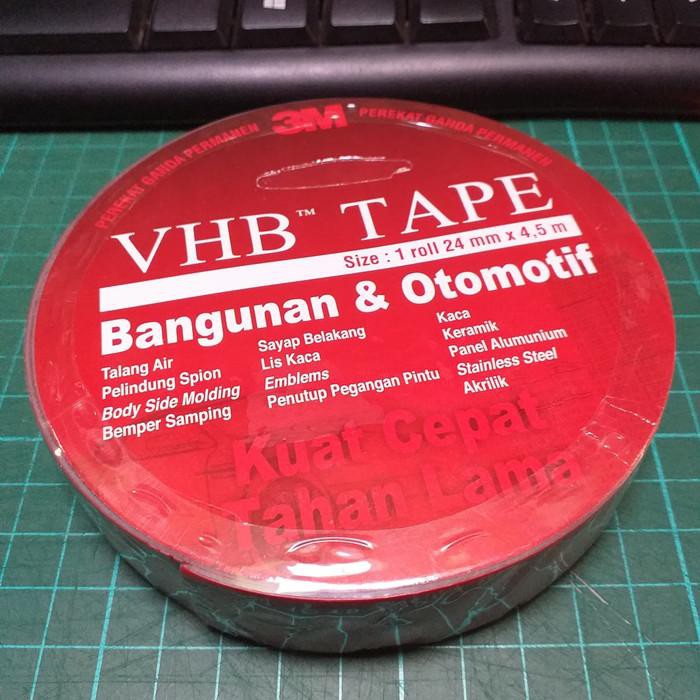 PEREKAT GANDA PERMANEN 3M PEREKAT GANDA PERMANEN
VHB™ TAPE
Size : 1 roll 24 mm x 4,5 m
Bangunan & Otomotif
Talang Air
Pelindung Spion
Body Side Molding
Bemper Samping
Sayap Belakang
Lis Kaca
Emblems
Penutup Pegangan Pintu
Kaca
Keramik
Panel Alumunium
Stainless Steel
Akrilik
Kuat Cepat
Tahan Lama